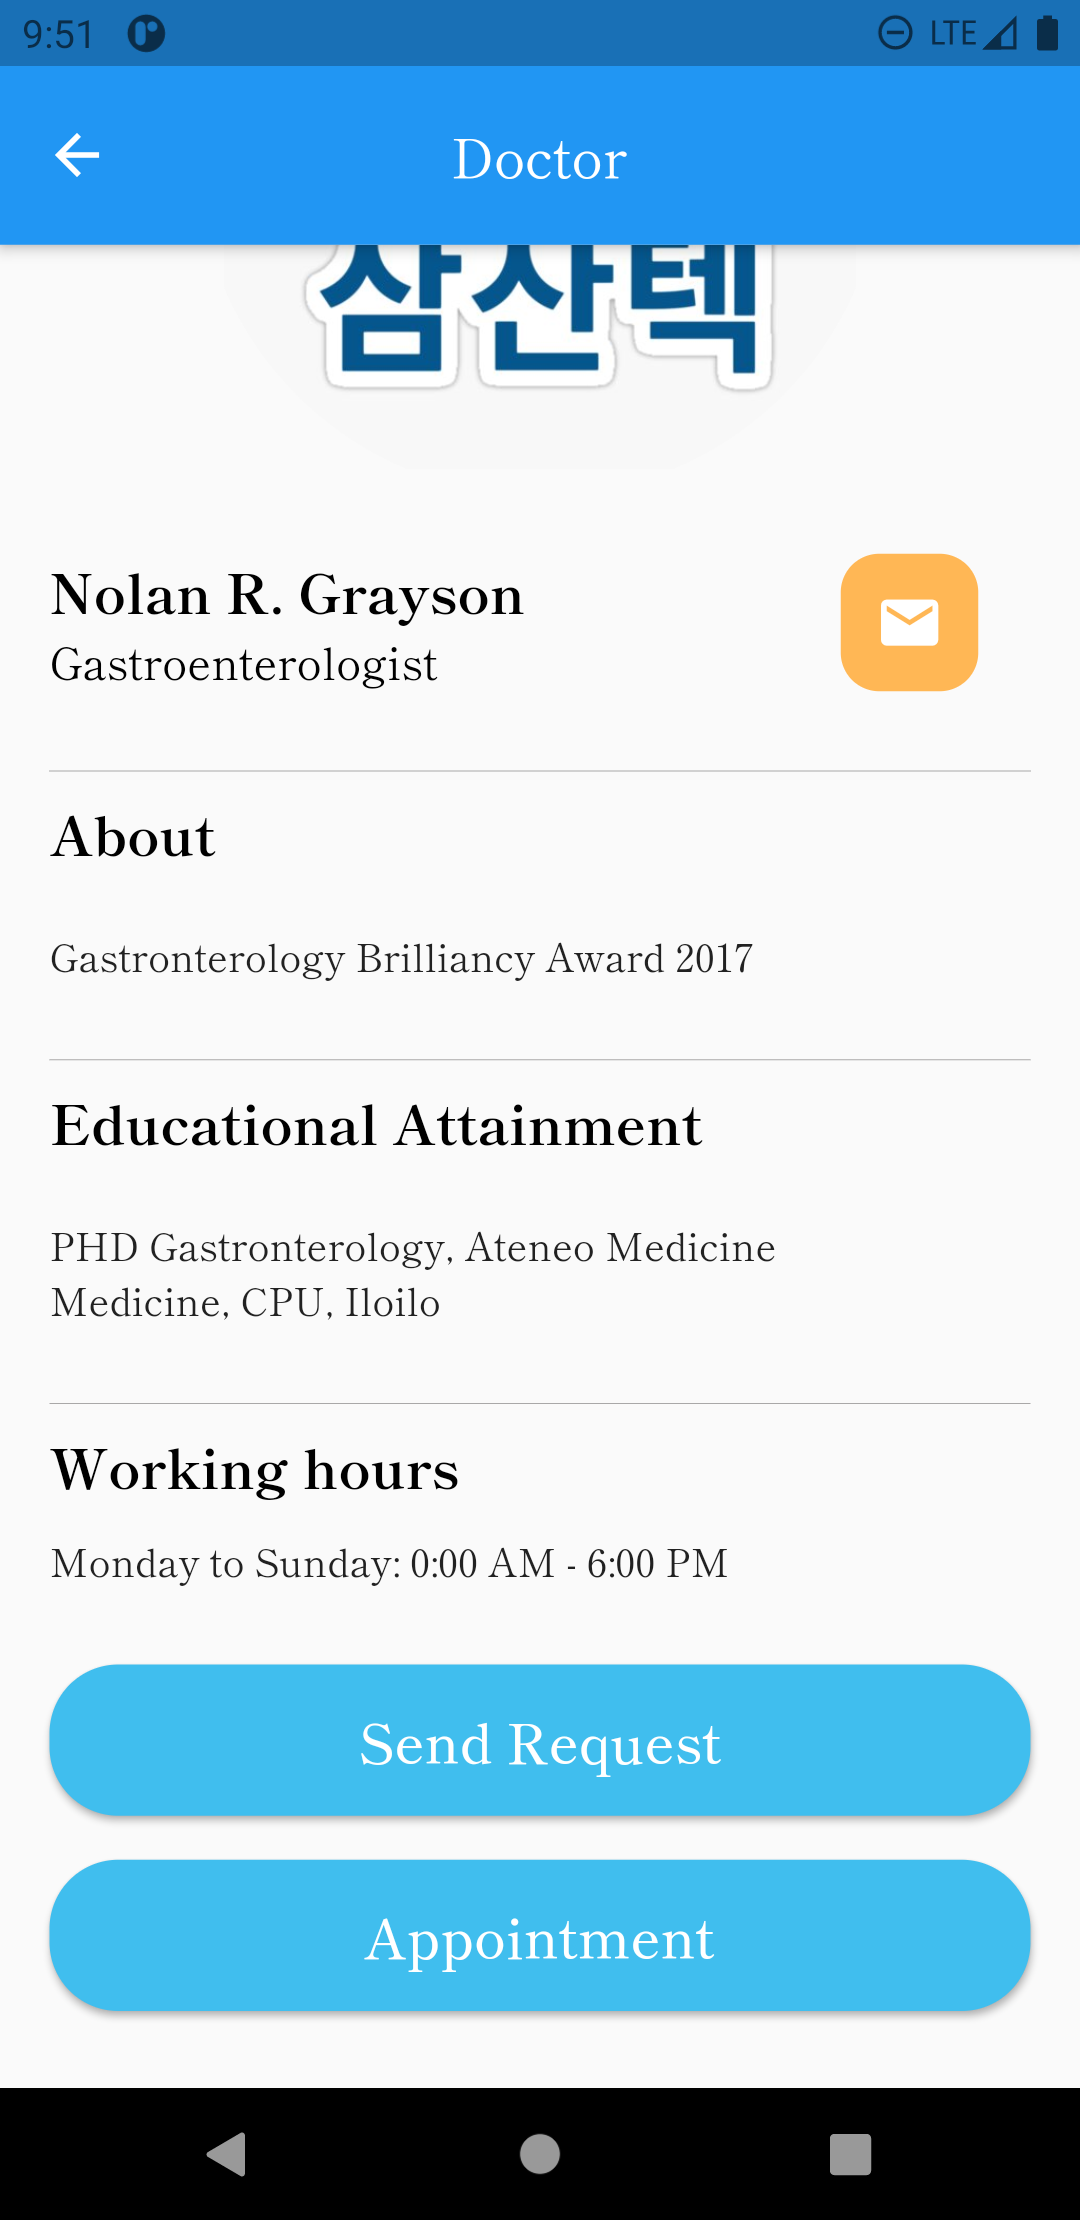 9:51
LTE
Doctor
삼산텍
Nolan R. Grayson
Gastroenterologist
About
Gastronterology Brilliancy Award 2017
Educational Attainment
PHD Gastronterology, Ateneo Medicine
Medicine, CPU, Iloilo
Working hours
Monday to Sunday: 0:00 AM - 6:00 PM
Send Request
Appointment